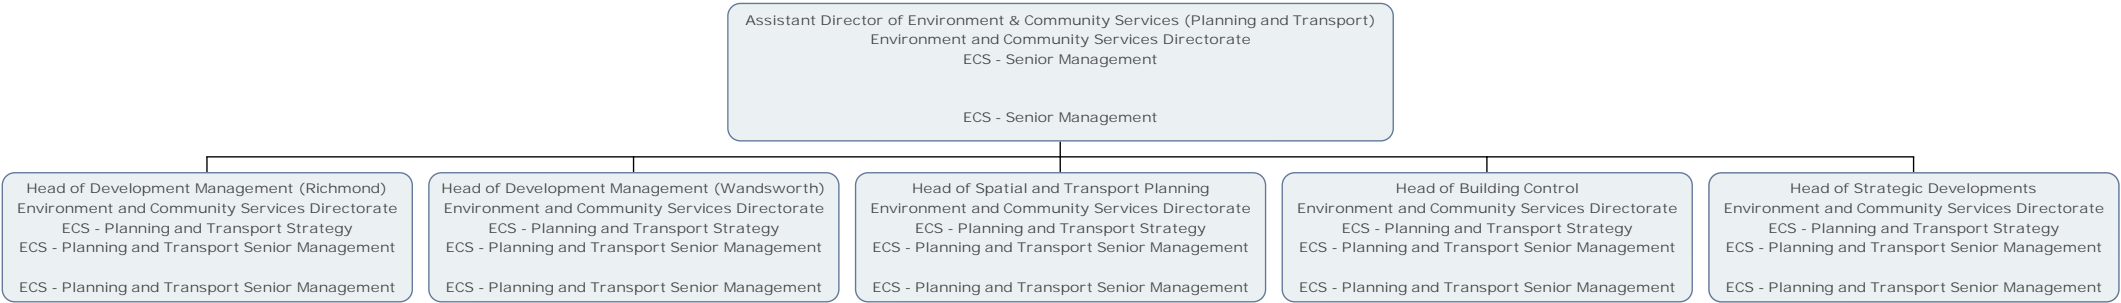 Assistant Director of Environment & Community Services (Planning and Transport)
Environment and Community Services Directorate
ECS - Senior Management
ECS - Senior Management
Head of Development Management (Richmond)
Environment and Community Services Directorate
ECS - Planning and Transport Strategy
ECS - Planning and Transport Senior Management
ECS - Planning and Transport Senior Management
Head of Development Management (Wandsworth)
Environment and Community Services Directorate
ECS - Planning and Transport Strategy
ECS - Planning and Transport Senior Management
ECS - Planning and Transport Senior Management
Head of Spatial and Transport Planning
Environment and Community Services Directorate
ECS - Planning and Transport Strategy
ECS - Planning and Transport Senior Management
ECS - Planning and Transport Senior Management
Head of Building Control
Environment and Community Services Directorate
ECS - Planning and Transport Strategy
ECS - Planning and Transport Senior Management
ECS - Planning and Transport Senior Management
Head of Strategic Developments
Environment and Community Services Directorate
ECS - Planning and Transport Strategy
ECS - Planning and Transport Senior Management
ECS - Planning and Transport Senior Management